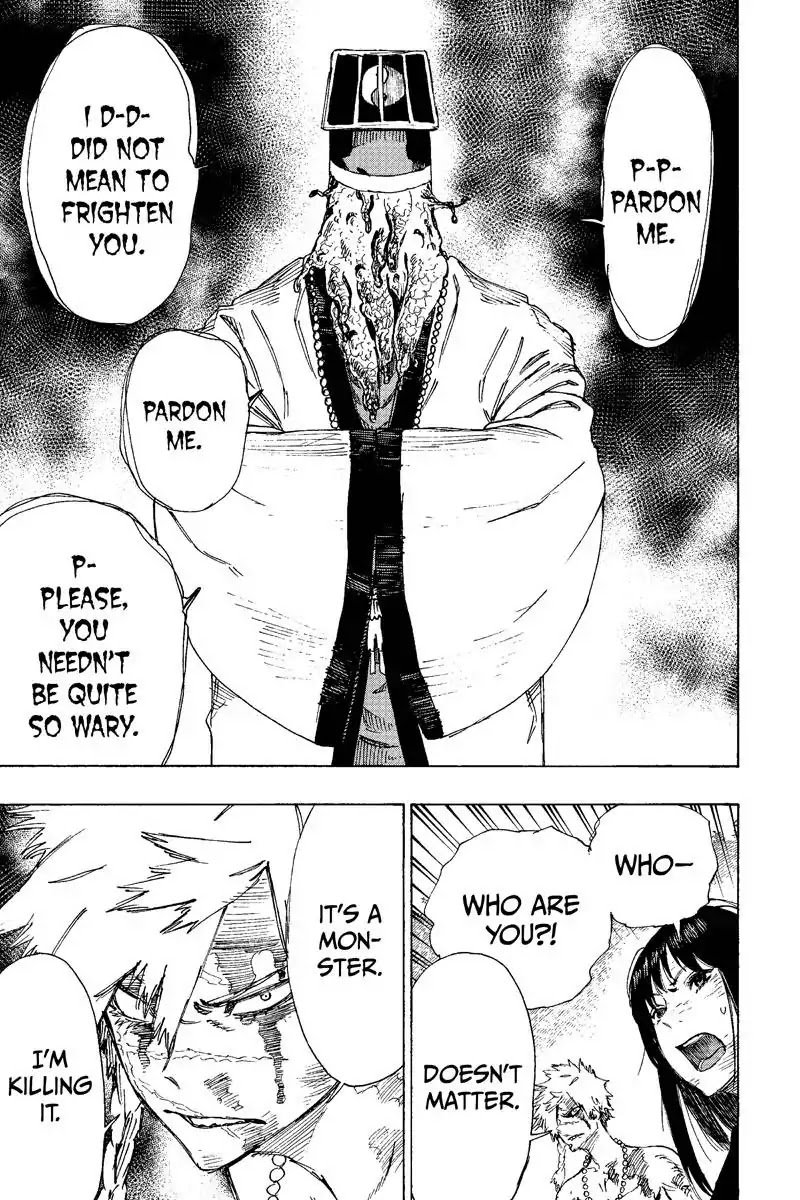 P-P-
PARDON
ME.
I D-D-
DID NOT
MEAN TO
FRIGHTEN
YOU.
PARDON
ME.
P-
PLEASE,
YOU
NEEDN'T
BE QUITE
SO WARY.
WHO—
WHO ARE
YOU?!
DOESN'T
MATTER.
IT'S A
MON-
STER.
I'M
KILLING
IT.